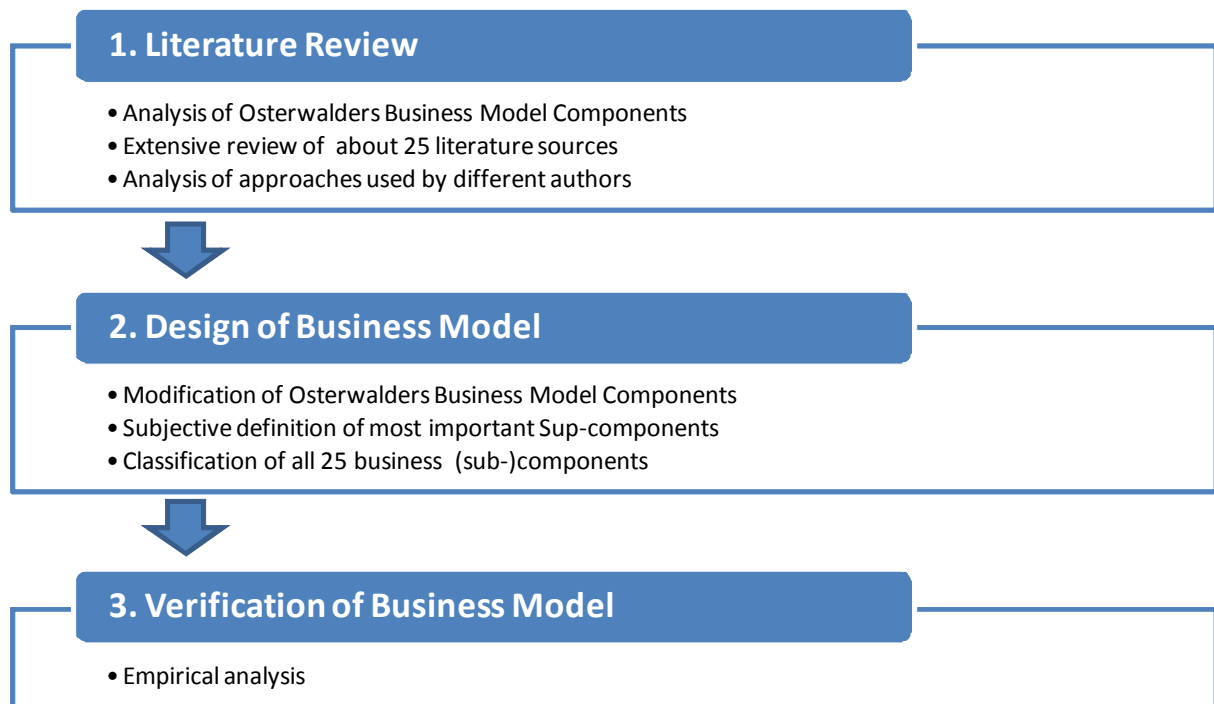 1. Literature Review
• Analysis of Osterwalders Business Model Components
• Extensive review of about 25 literature sources
• Analysis of approaches used by different authors
2. Design of Business Model
• Modification of Osterwalders Business Model Components
• Subjective definition of most important Sup-components
• Classification of all 25 business (sub-)components
3. Verification of Business Model
• Empirical analysis